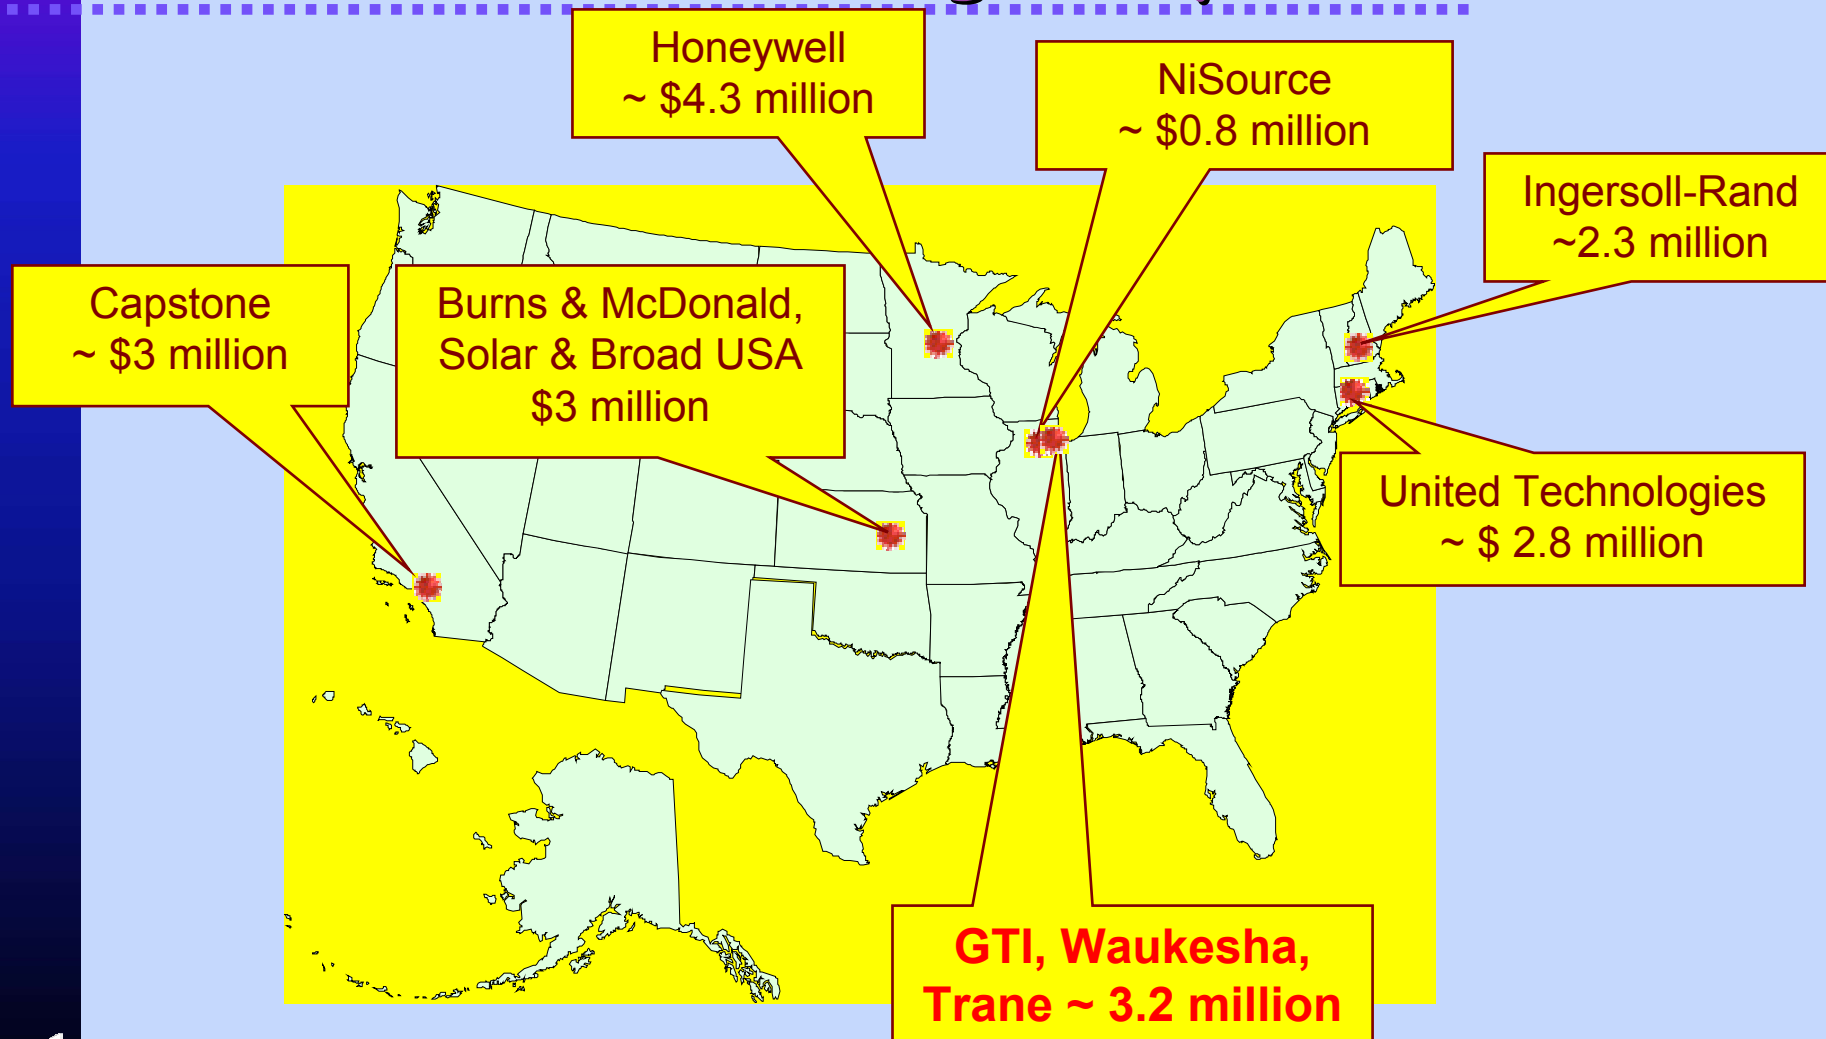 Honeywell
~ $4.3 million
NiSource
~ $0.8 million
Ingersoll-Rand
~2.3 million
Capstone
~ $3 million
Burns & McDonald,
Solar & Broad USA
$3 million
United Technologies
~ $ 2.8 million
GTI, Waukesha,
Trane ~ 3.2 million